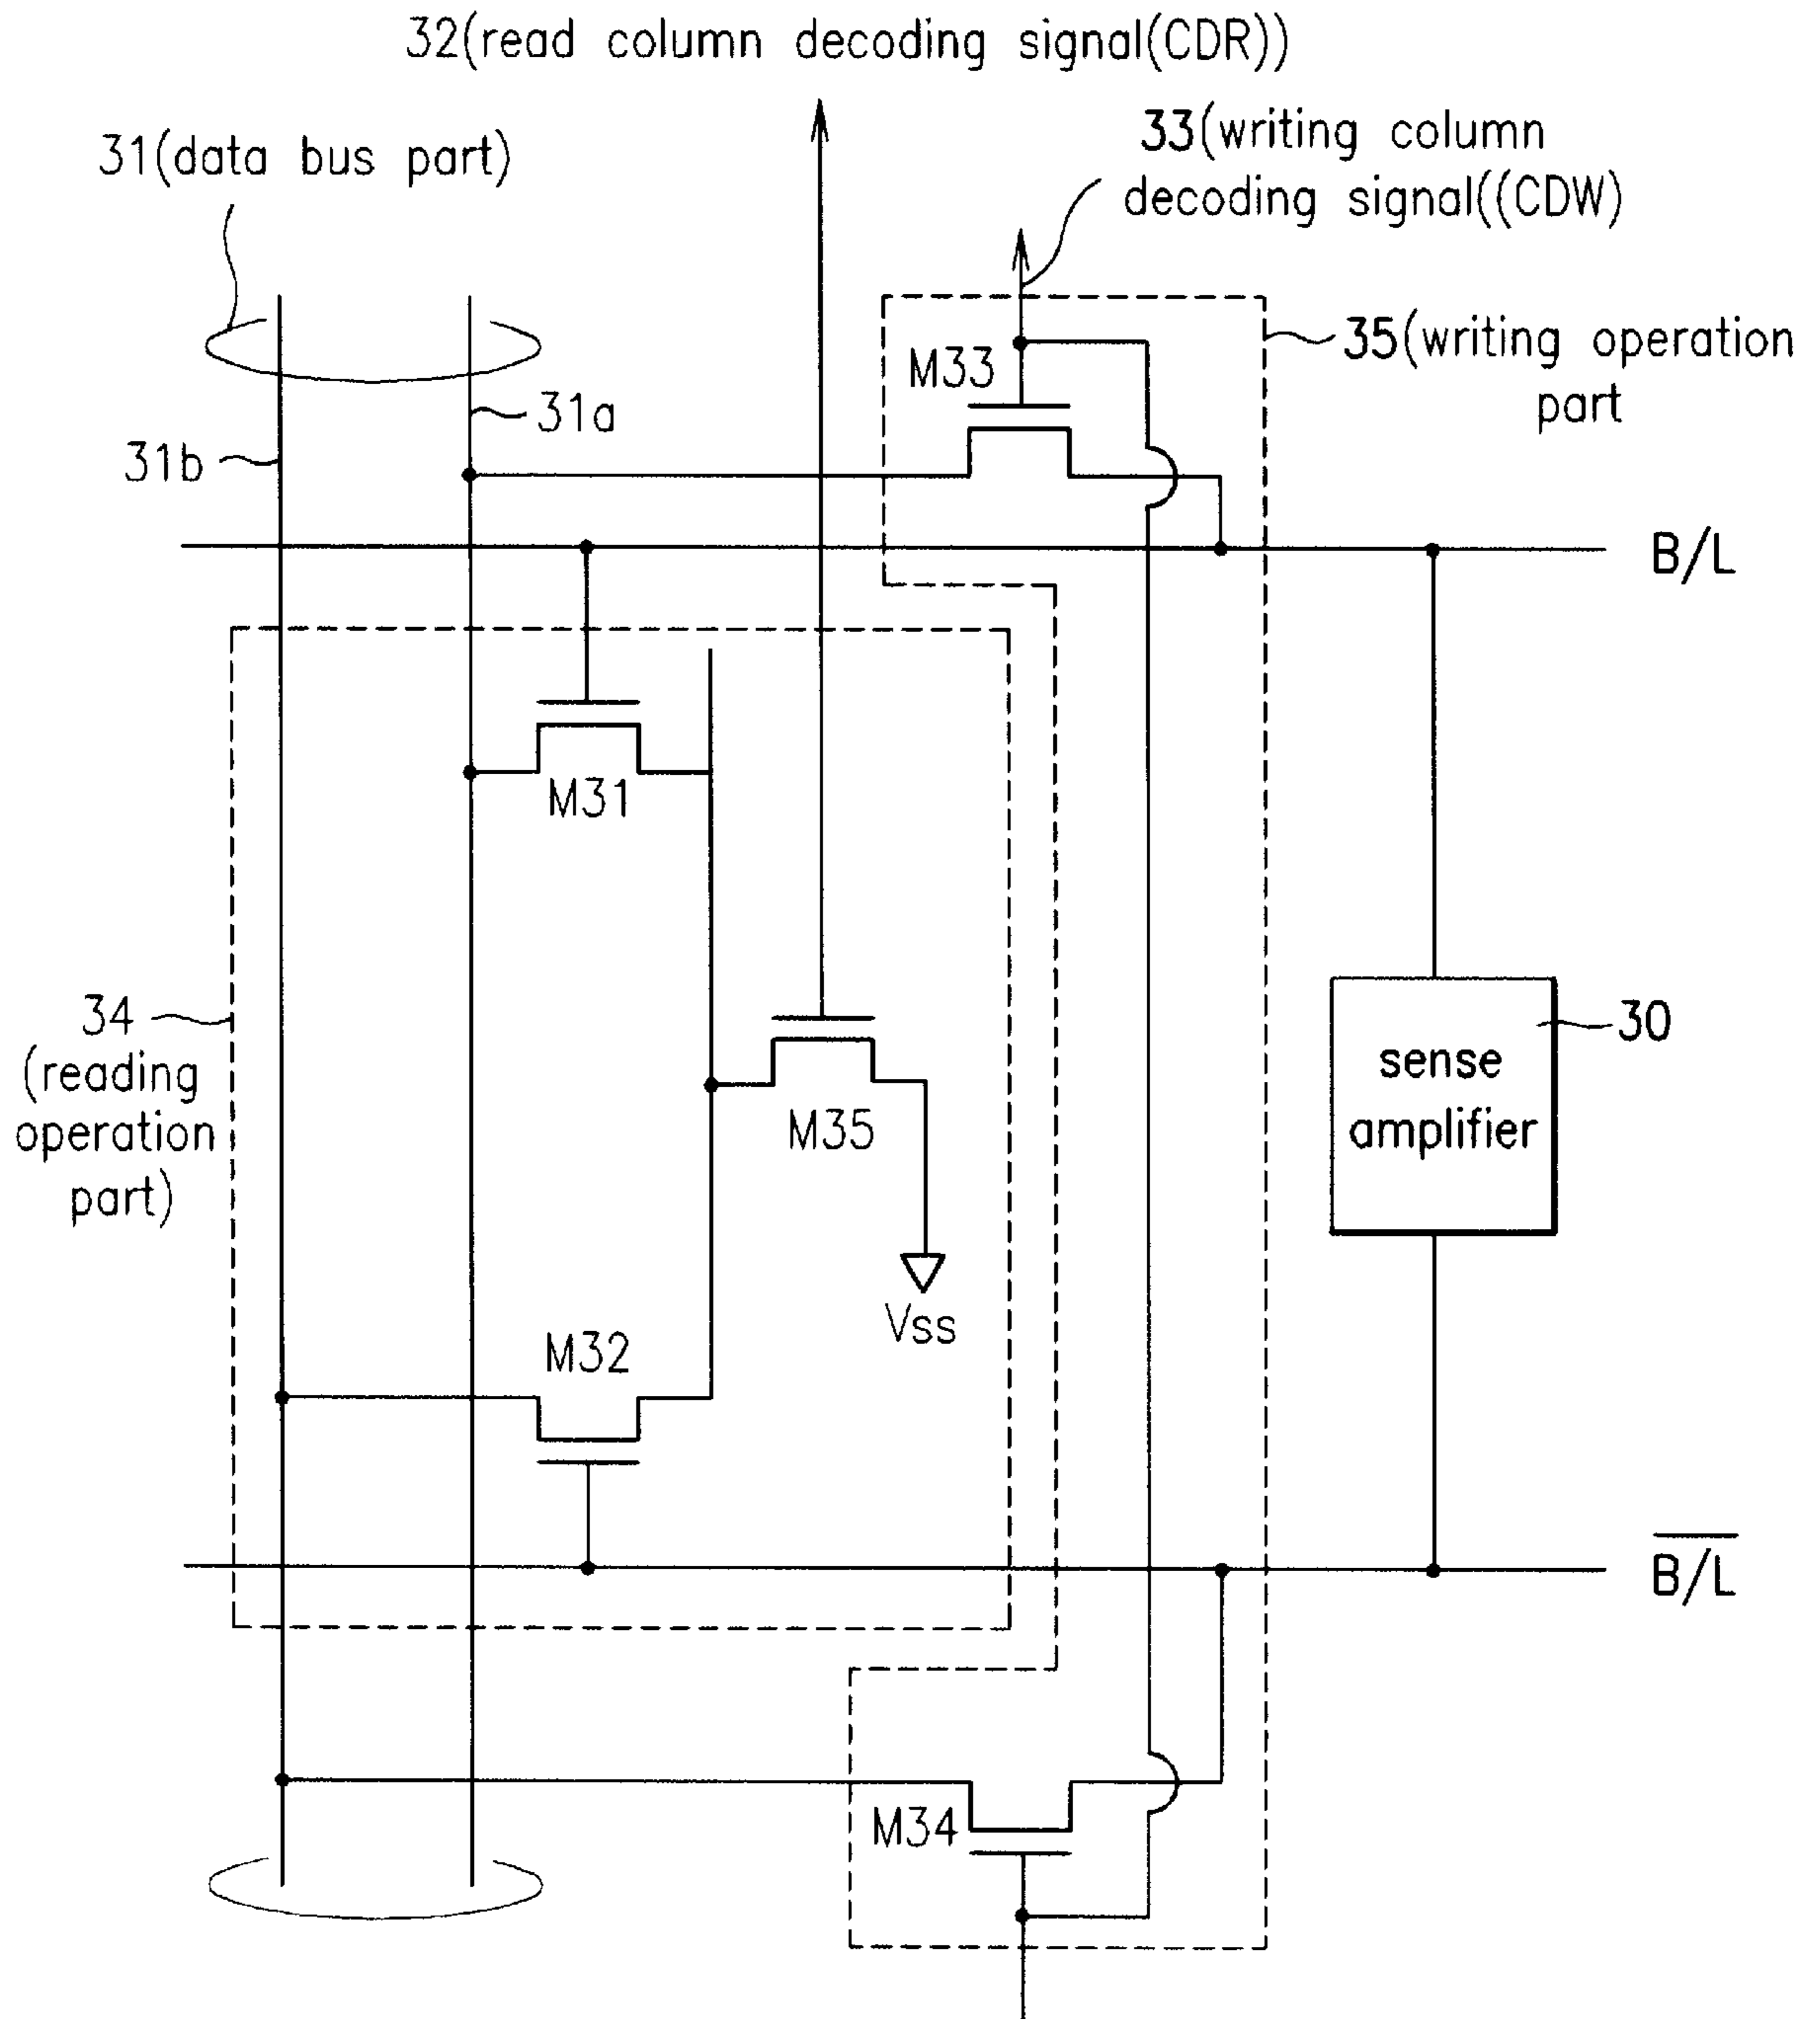 32(read column decoding signal(CDR))
33(writing column
decoding signal((CDW)
31(data bus part)
35(writing operation
part
M33
31a
31b
B/L
M31
34
(reading
operation
part)
30
sense
amplifier
M35
Vss
M32
B/L
M34